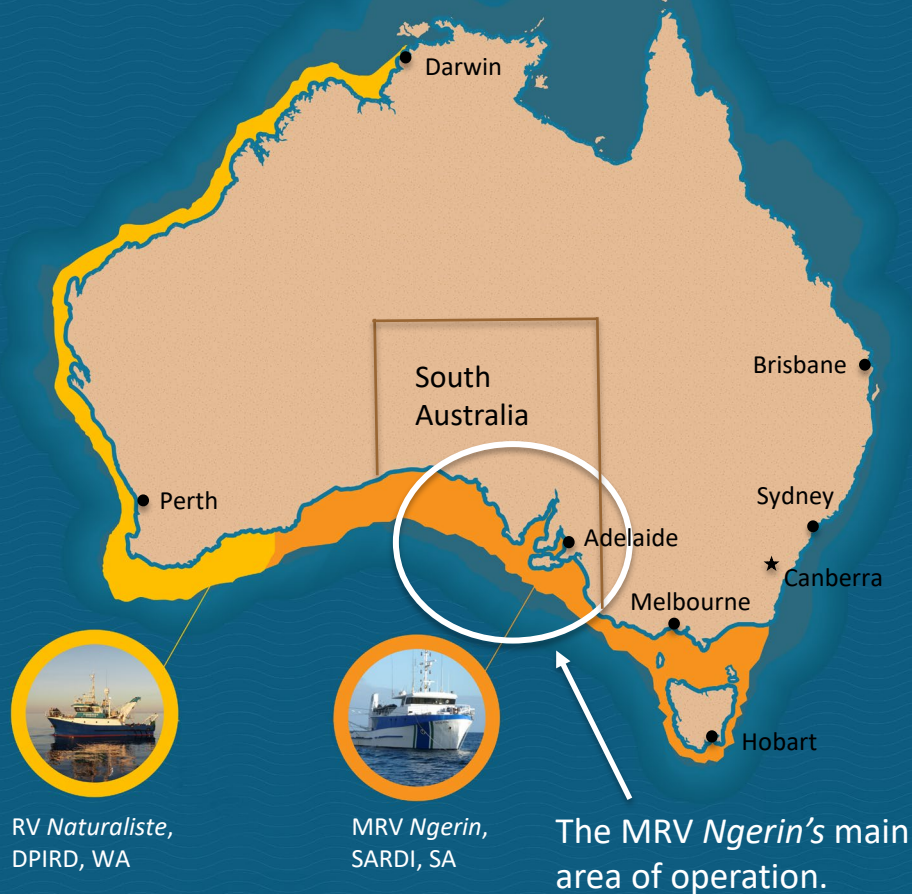 Darwin
South
Australia
Brisbane
Perth
Sydney
Adelaide
Canberra
Melbourne
Hobart
RV Naturaliste,
DPIRD, WA
MRV Ngerin,
SARDI, SA
The MRV Ngerin’s main
area of operation.